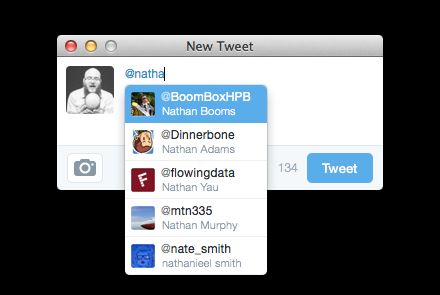 New Tweet
@natha
@BoomBoxHPB
Nathan Booms
@Dinnerbone
Nathan Adams
@flowingdata
F
Nathan Yau
134
Tweet
@mtn335
Nathan Murphy
@nate_smith
nathanieel smith